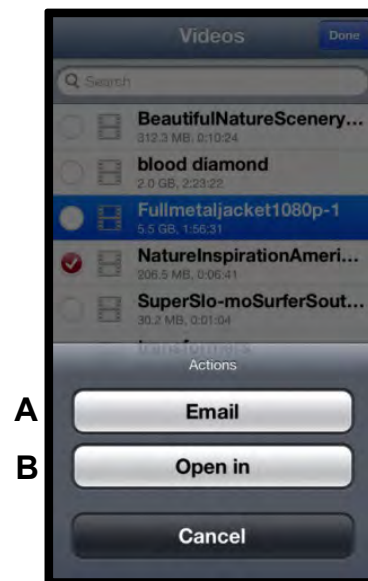 Videos
Done
Search
BeautifulNatureScenery...
312.3 MB, 0:10:24
blood diamond
2.0 GB, 2:23:22
Fullmetaljacket1080p-1
5.5 GB, 1:56:31
NatureInspirationAmeri...
206.5 MB, 0:06:41
SuperSlo-moSurferSout...
30.2 MB, 0:01:04
transformers
Actions
A
Email
B
Open in
Cancel